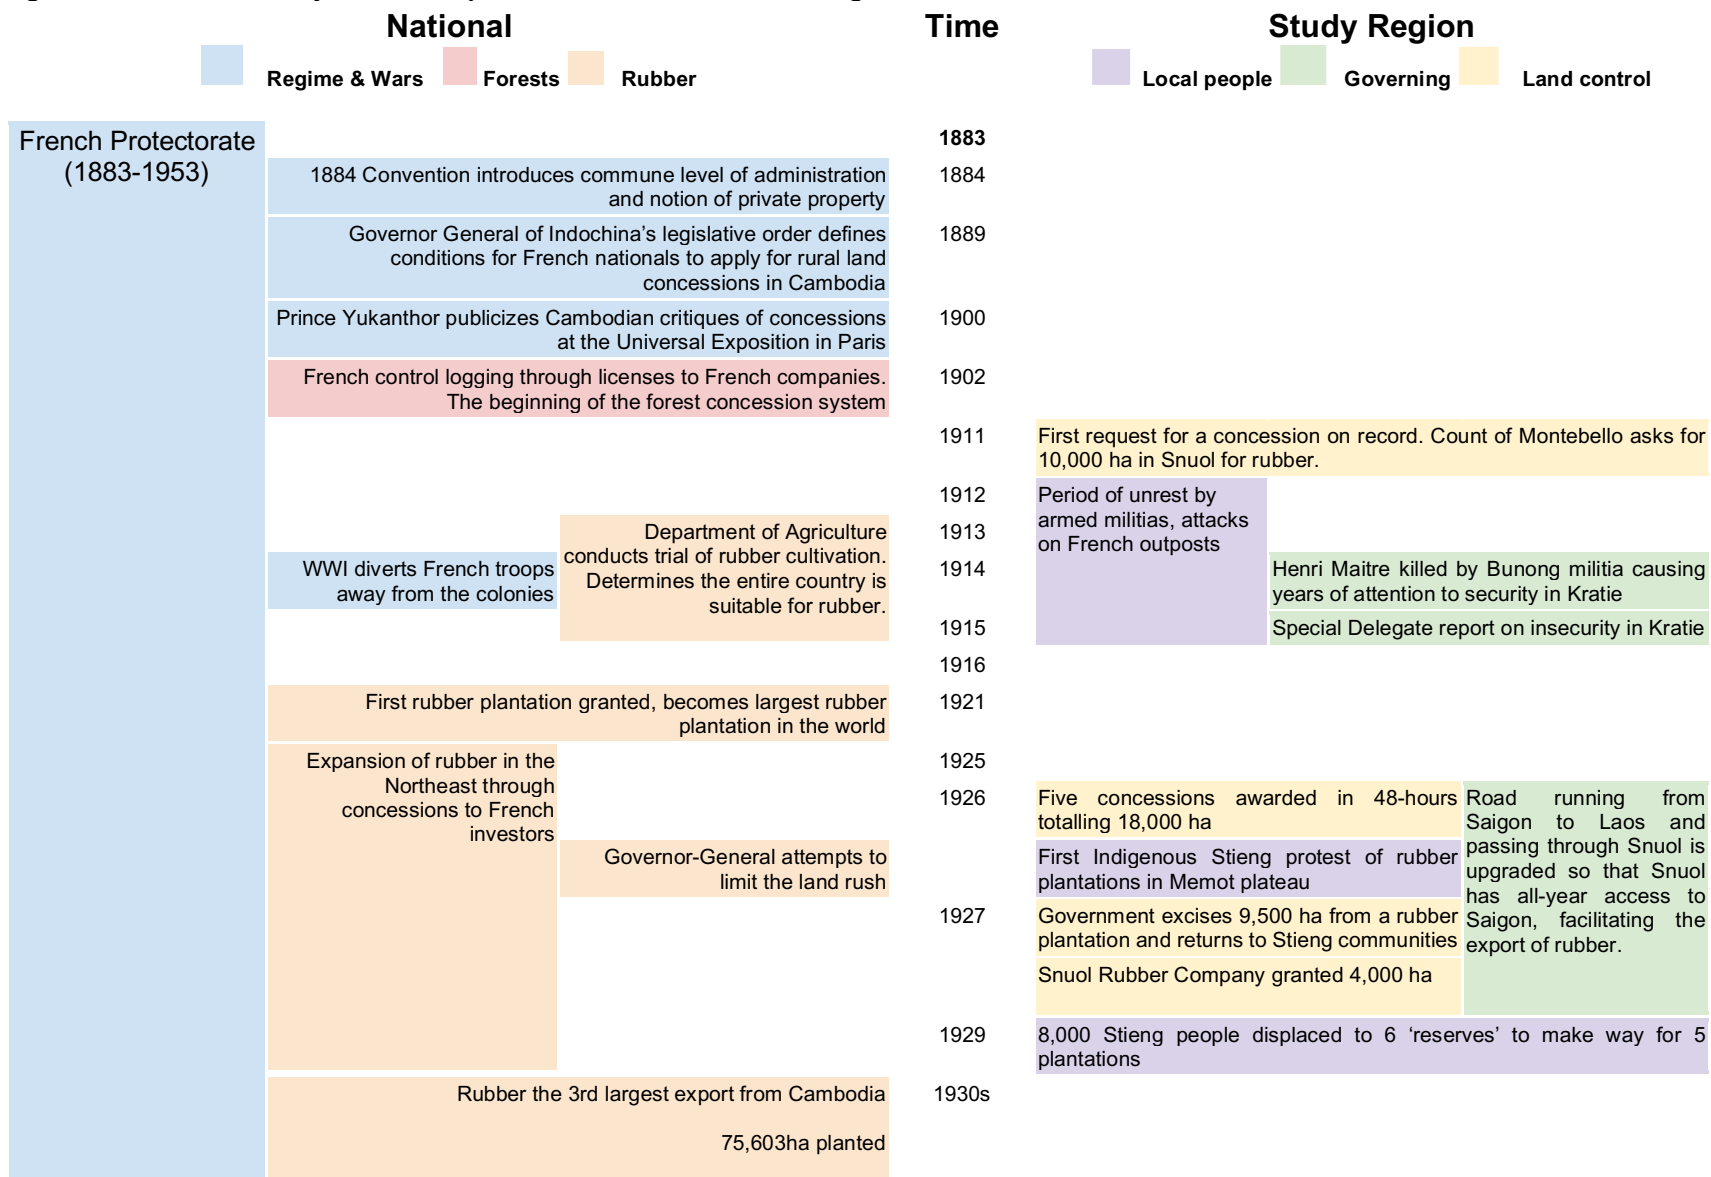 National
Time
Study Region
Regime & Wars
Forests
Rubber
Local people
Governing
Land control
French Protectorate
(1883-1953)
1883
1884 Convention introduces commune level of administration
and notion of private property
1884
Governor General of Indochina’s legislative order defines
conditions for French nationals to apply for rural land
concessions in Cambodia
1889
Prince Yukanthor publicizes Cambodian critiques of concessions
at the Universal Exposition in Paris
1900
French control logging through licenses to French companies.
The beginning of the forest concession system
1902
1911
First request for a concession on record. Count of Montebello asks for
10,000 ha in Snuol for rubber.
1912
Period of unrest by
armed militias, attacks
on French outposts
Department of Agriculture
conducts trial of rubber cultivation.
Determines the entire country is
suitable for rubber.
1913
WWI diverts French troops
away from the colonies
1914
Henri Maitre killed by Bunong militia causing
years of attention to security in Kratie
1915
Special Delegate report on insecurity in Kratie
1916
First rubber plantation granted, becomes largest rubber
plantation in the world
1921
Expansion of rubber in the
Northeast through
concessions to French
investors
1925
1926
Five concessions awarded in 48-hours
totalling 18,000 ha
Road running from
Saigon to Laos and
passing through Snuol is
upgraded so that Snuol
has all-year access to
Saigon, facilitating the
export of rubber.
Governor-General attempts to
limit the land rush
First Indigenous Stieng protest of rubber
plantations in Memot plateau
1927
Government excises 9,500 ha from a rubber
plantation and returns to Stieng communities
Snuol Rubber Company granted 4,000 ha
1929
8,000 Stieng people displaced to 6 ‘reserves’ to make way for 5
plantations
Rubber the 3rd largest export from Cambodia
75,603ha planted
1930s